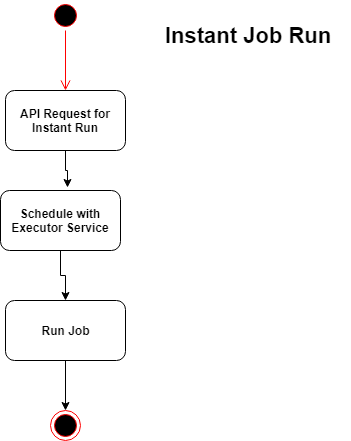 Instant Job Run
API Request for
Instant Run
Schedule with
Executor Service
Run Job